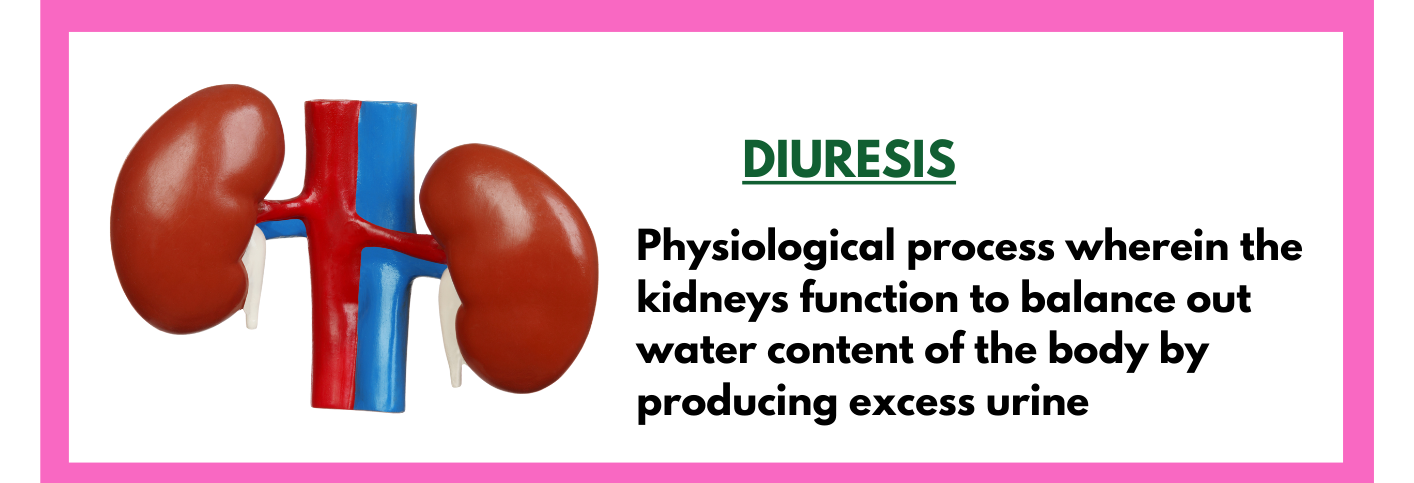 DIURESIS
Physiological process wherein the
kidneys function to balance out
water content of the body by
producing excess urine